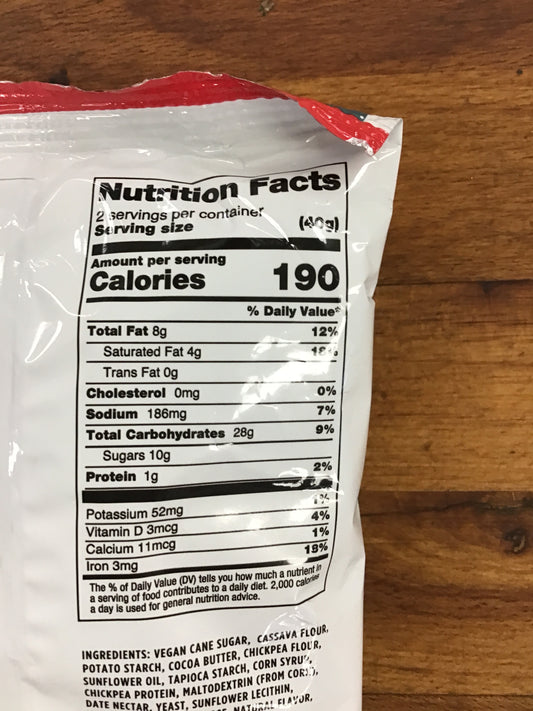 Nutrition Facts
2 servings per container
Serving size (40g)
Amount per serving
Calories 190
% Daily Value*
Total Fat 8g 12%
Saturated Fat 4g
Trans Fat 0g
Cholesterol 0mg 0%
Sodium 186mg 7%
Total Carbohydrates 28g 9%
Sugars 10g
Protein 1g 2%
Potassium 52mg 1%
Vitamin D 3mcg 4%
Calcium 11mcg 1%
Iron 3mg 18%
The % of Daily Value (DV) tells you how much a nutrient in
a serving of food contributes to a daily diet. 2,000 calories
a day is used for general nutrition advice.
INGREDIENTS: VEGAN CANE SUGAR, CASSAVA FLOUR,
POTATO STARCH, COCOA BUTTER, CHICKPEA FLOUR,
SUNFLOWER OIL, TAPIOCA STARCH, CORN SYRUP,
CHICKPEA PROTEIN, MALTODEXTRIN (FROM CORN),
DATE NECTAR, YEAST, SUNFLOWER LECITHIN,
NATURAL FLAVOR,